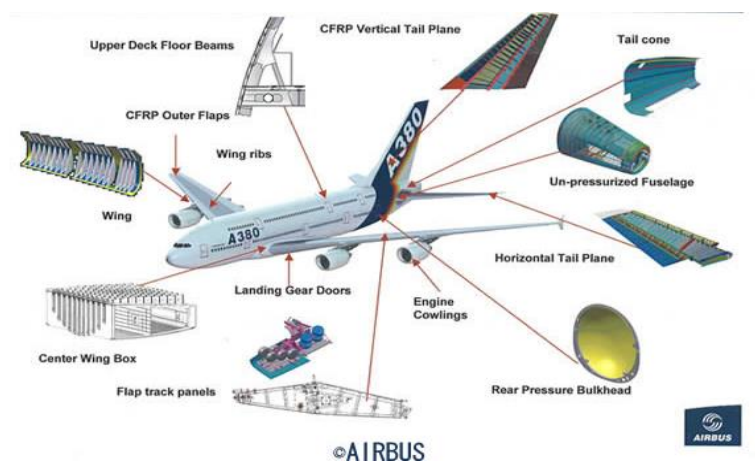 Upper Deck Floor Beams
CFRP Vertical Tail Plane
Tail cone
CFRP Outer Flaps
Wing ribs
Wing
Un-pressurized Fuselage
A380
A380
Horizontal Tail Plane
Landing Gear Doors
Engine
Cowlings
Center Wing Box
Flap track panels
Rear Pressure Bulkhead
AIRBUS
©AIRBUS